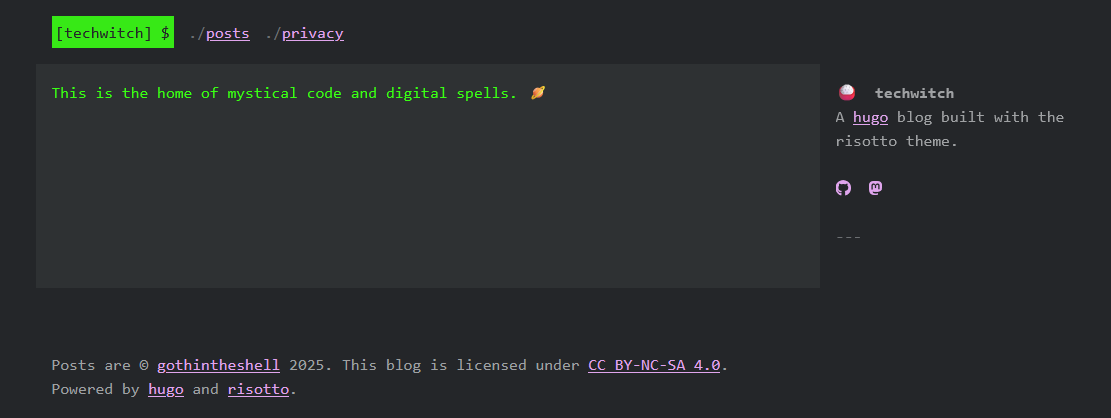 [techwitch] $ ./posts ./privacy
This is the home of mystical code and digital spells. 🪐
🍚 techwitch
A hugo blog built with the
risotto theme.
---
Posts are © gothintheshell 2025. This blog is licensed under CC BY-NC-SA 4.0.
Powered by hugo and risotto.